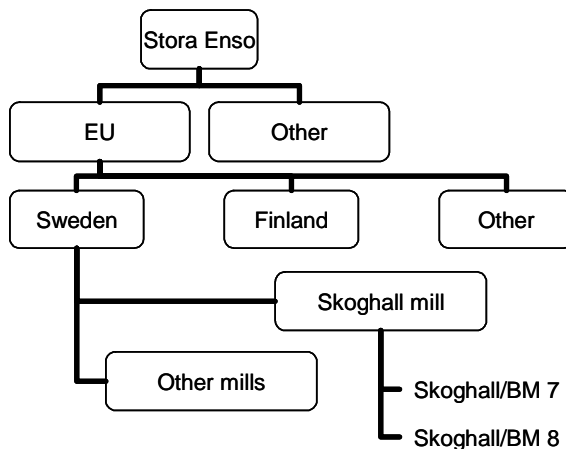 Stora Enso
EU
Other
Sweden
Finland
Other
Skoghall mill
Other mills
Skoghall/BM 7
Skoghall/BM 8